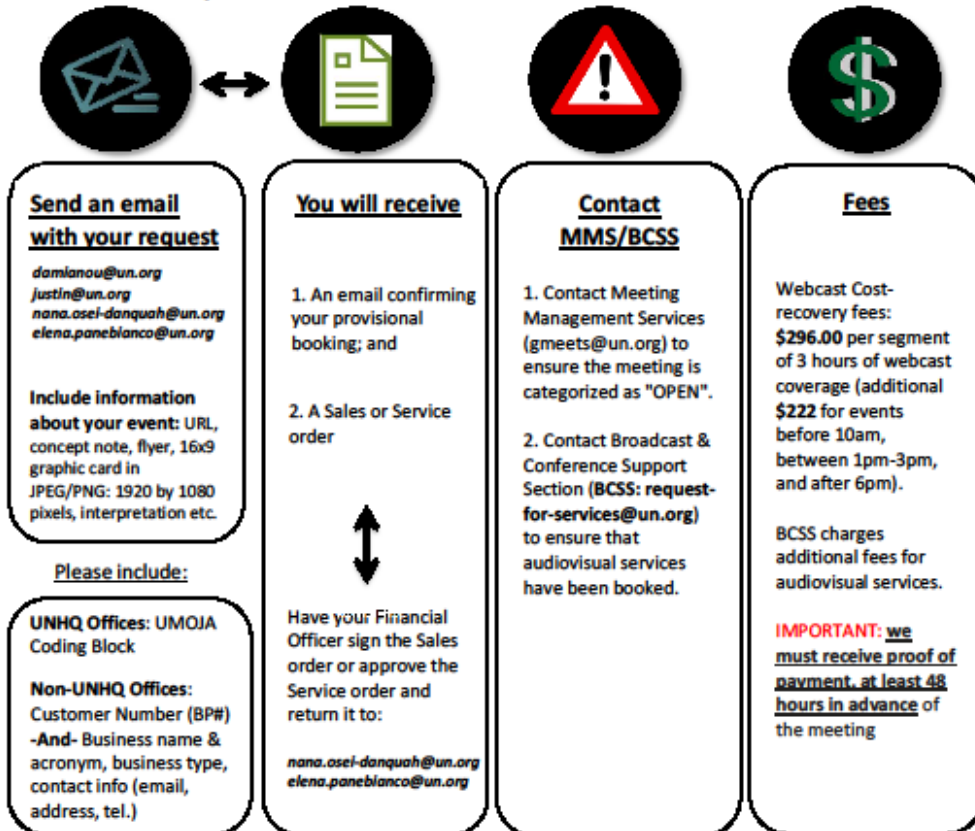 Send an email
with your request
damianou@un.org
justin@un.org
nana.osei-danquah@un.org
elena.panebianco@un.org
Include information
about your event: URL,
concept note, flyer, 16x9
graphic card in
JPEG/PNG: 1920 by 1080
pixels, interpretation etc.
Please include:
UNHQ Offices: UMOJA
Coding Block
Non-UNHQ Offices:
Customer Number (BP#)
-And- Business name &
acronym, business type,
contact info (email,
address, tel.)
You will receive
1. An email confirming
your provisional
booking; and
2. A Sales or Service
order
Have your Financial
Officer sign the Sales
order or approve the
Service order and
return it to:
nana.osei-danquah@un.org
elena.panebianco@un.org
Contact
MMS/BCSS
1. Contact Meeting
Management Services
(gmeets@un.org) to
ensure the meeting is
categorized as "OPEN".
2. Contact Broadcast &
Conference Support
Section (BCSS: request-
for-services@un.org)
to ensure that
audiovisual services
have been booked.
Fees
Webcast Cost-
recovery fees:
$296.00 per segment
of 3 hours of webcast
coverage (additional
$222 for events
before 10am,
between 1pm-3pm,
and after 6pm).
BCSS charges
additional fees for
audiovisual services.
IMPORTANT: we
must receive proof of
payment, at least 48
hours in advance of
the meeting